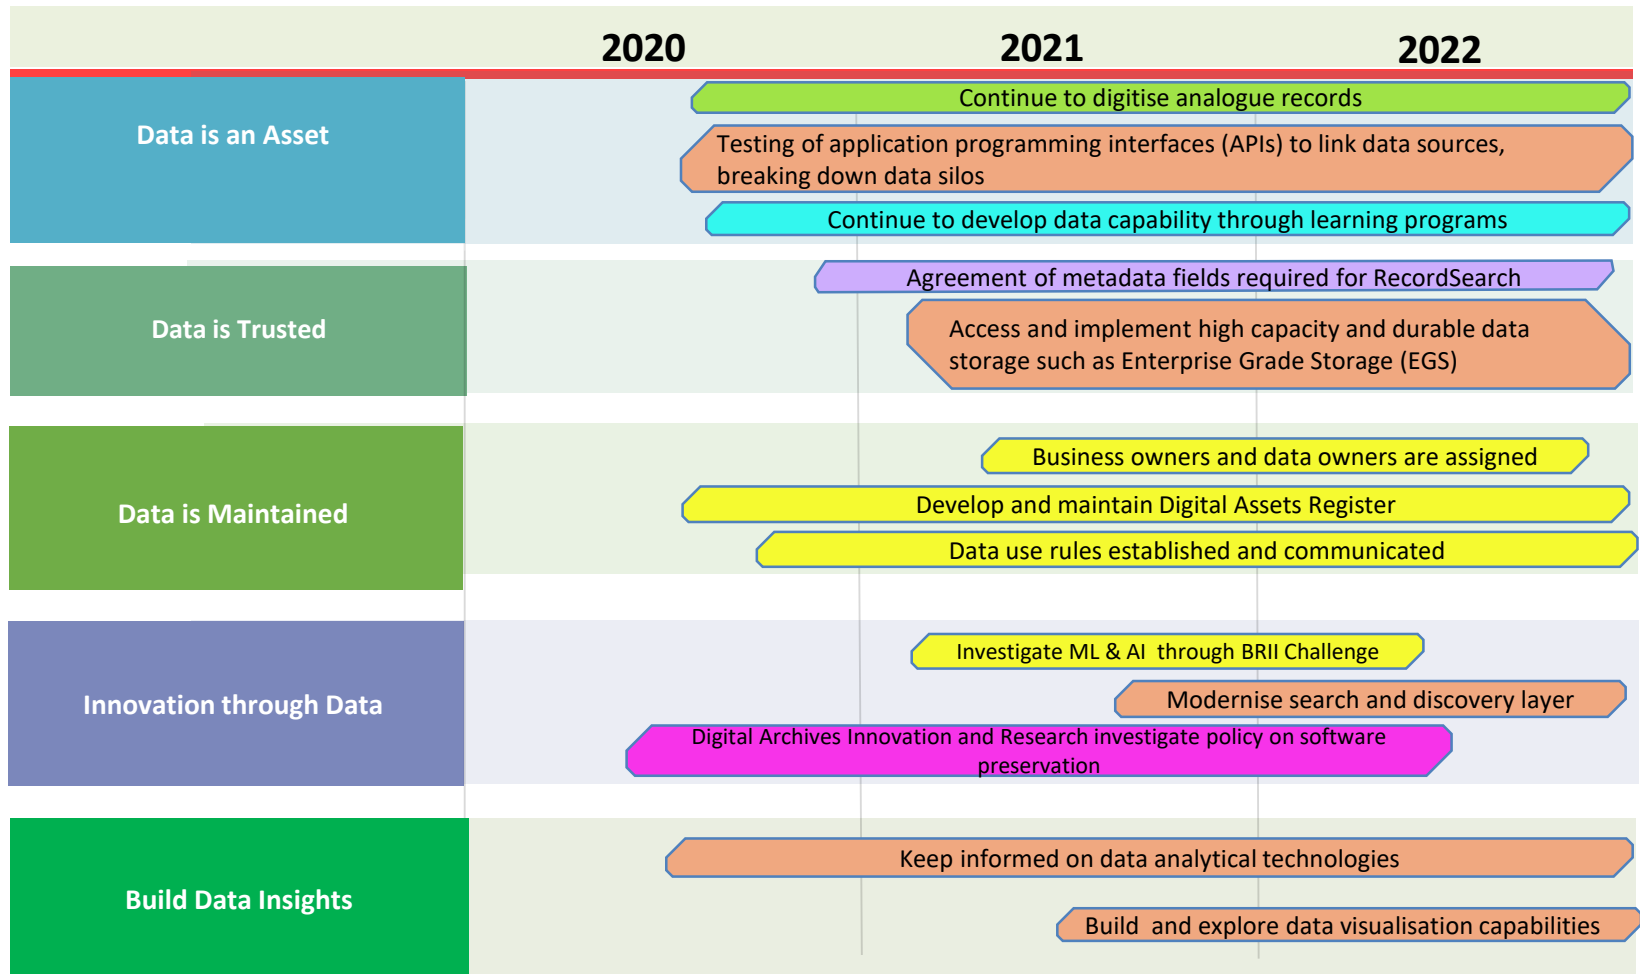 2020 2021 2022
Data is an Asset
Continue to digitise analogue records
Testing of application programming interfaces (APIs) to link data sources,
breaking down data silos
Continue to develop data capability through learning programs
Data is Trusted
Agreement of metadata fields required for RecordSearch
Access and implement high capacity and durable data
storage such as Enterprise Grade Storage (EGS)
Data is Maintained
Business owners and data owners are assigned
Develop and maintain Digital Assets Register
Data use rules established and communicated
Innovation through Data
Investigate ML & AI through BRII Challenge
Modernise search and discovery layer
Digital Archives Innovation and Research investigate policy on software
preservation
Build Data Insights
Keep informed on data analytical technologies
Build and explore data visualisation capabilities